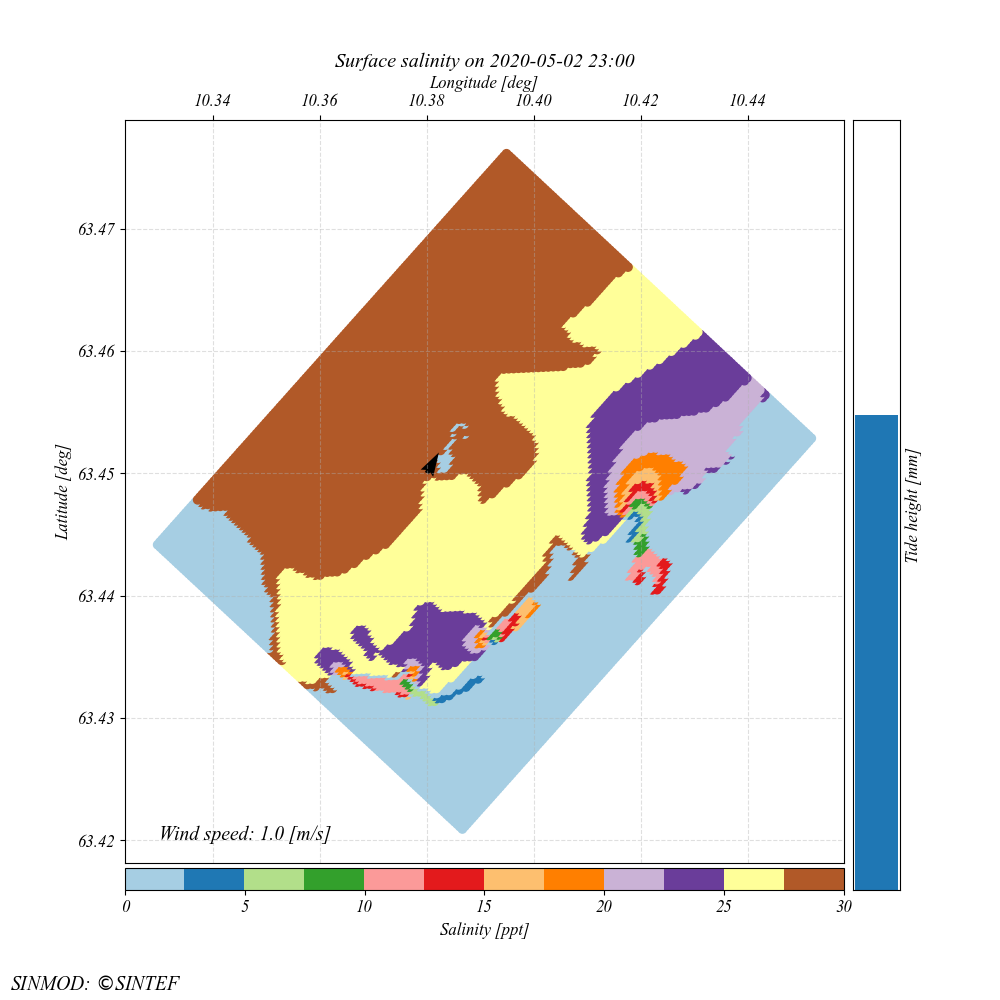 Surface salinity on 2020-05-02 23:00
Longitude [deg]
10.34 10.36 10.38 10.40 10.42 10.44
63.47
63.46
63.45
63.44
63.43
63.42
Latitude [deg]
Tide height [mm]
Wind speed: 1.0 [m/s]
0 5 10 15 20 25 30
Salinity [ppt]
SINMOD: ©SINTEF